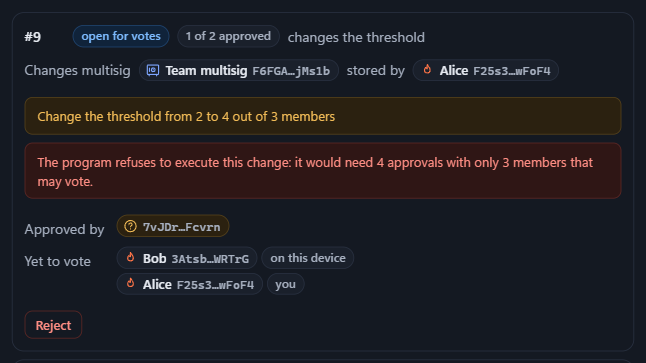 #9 open for votes 1 of 2 approved changes the threshold
Changes multisig Team multisig F6FGA…jMs1b stored by Alice F25s3…wFoF4
Change the threshold from 2 to 4 out of 3 members
The program refuses to execute this change: it would need 4 approvals with only 3 members that
may vote.
Approved by 7vJDr…Fcvrn
Yet to vote Bob 3Atsb…WRTrG on this device
Alice F25s3…wFoF4 you
Reject